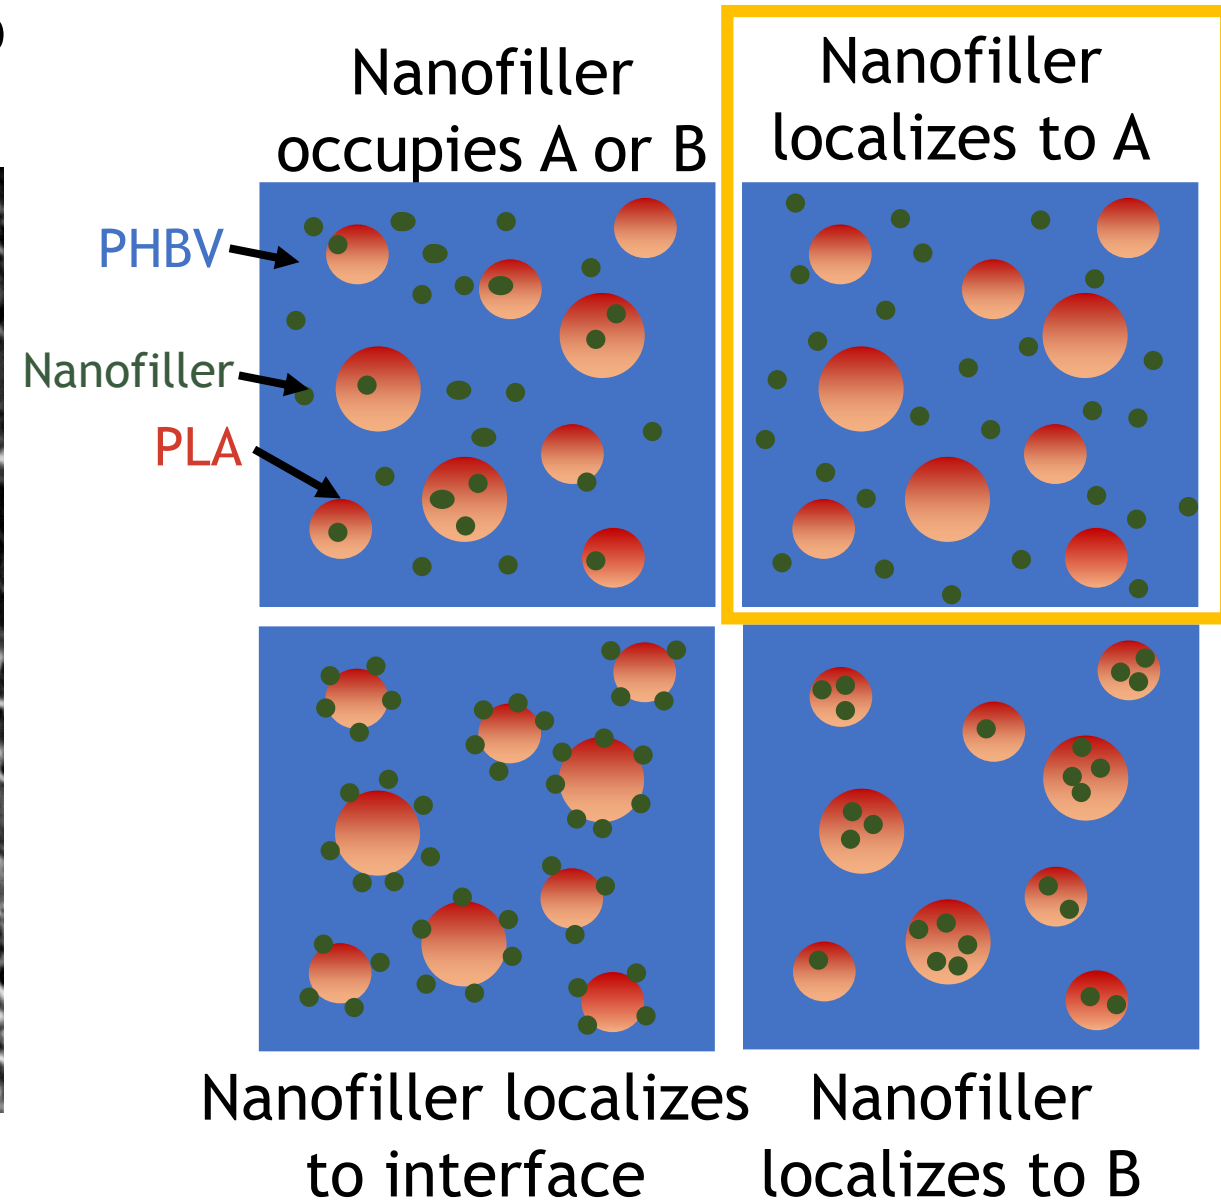 Nanofiller
occupies A or B
Nanofiller
localizes to A
PHBV
Nanofiller
PLA
Nanofiller localizes
to interface
Nanofiller
localizes to B